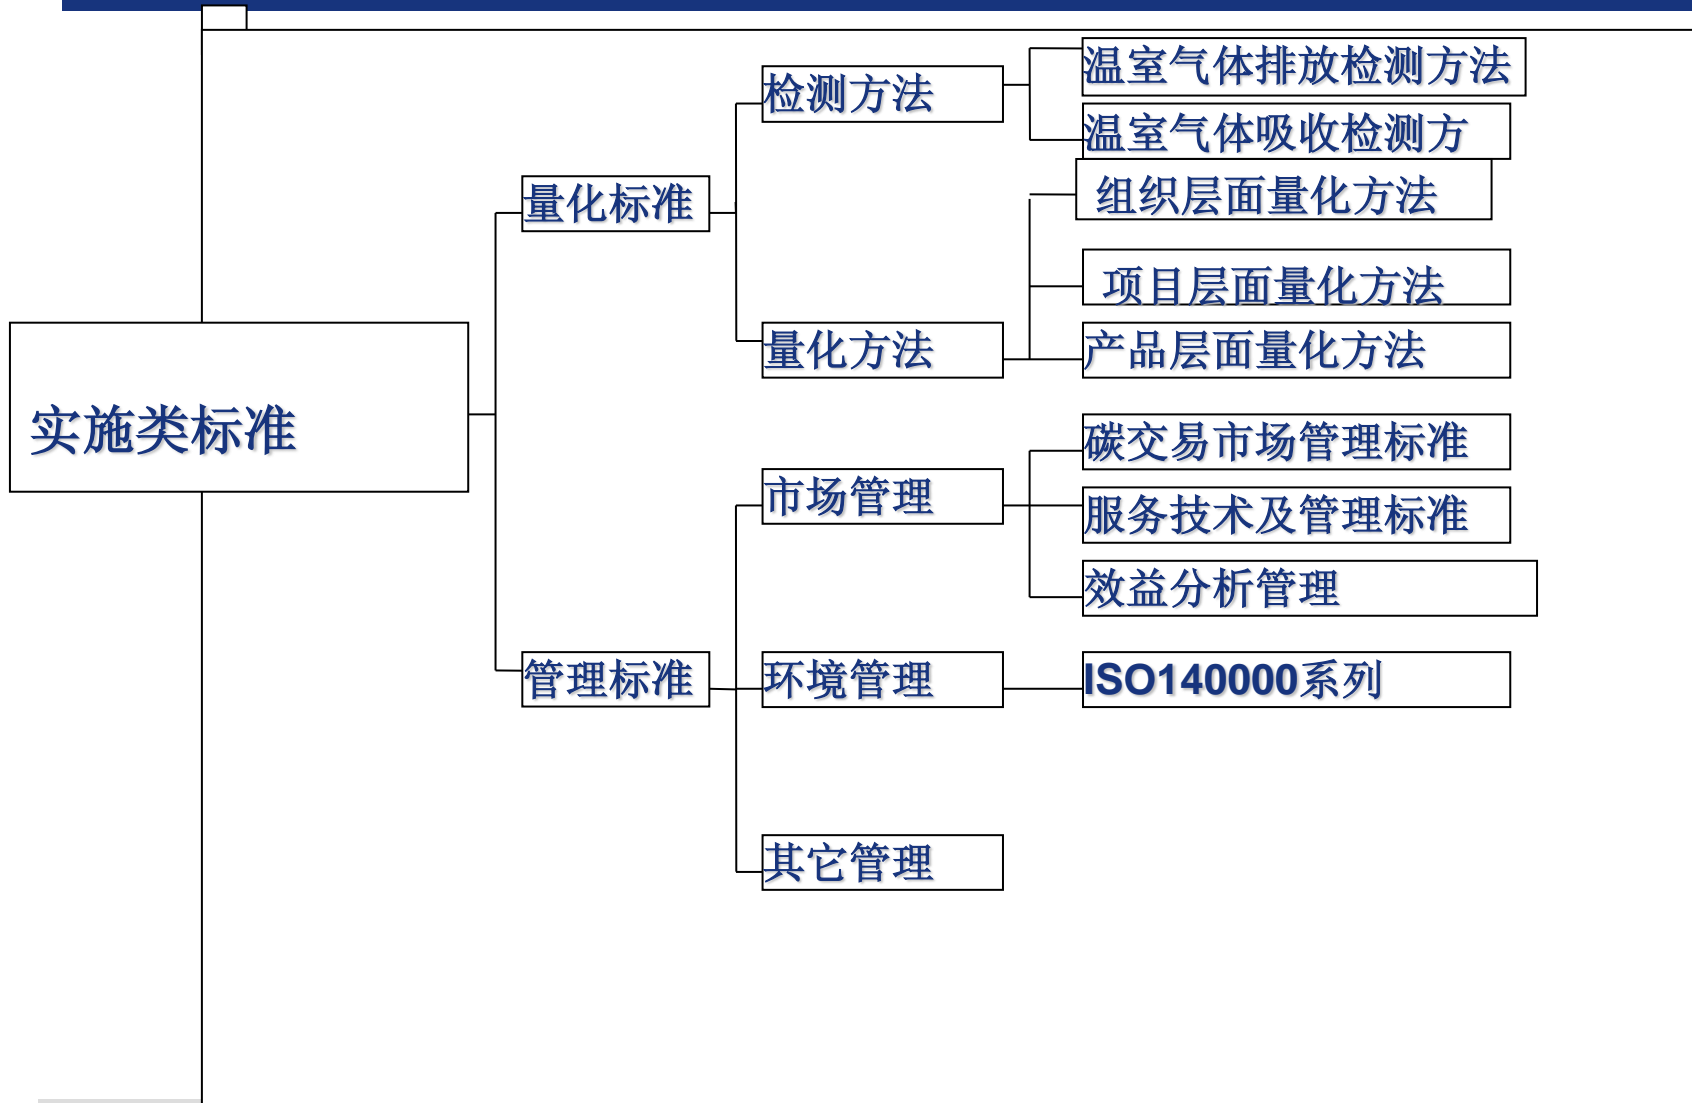 温室气体排放检测方法
检测方法
温室气体吸收检测方
组织层面量化方法
量化标准
项目层面量化方法
量化方法
产品层面量化方法
实施类标准
碳交易市场管理标准
市场管理
服务技术及管理标准
效益分析管理
管理标准
环境管理
ISO140000系列
其它管理